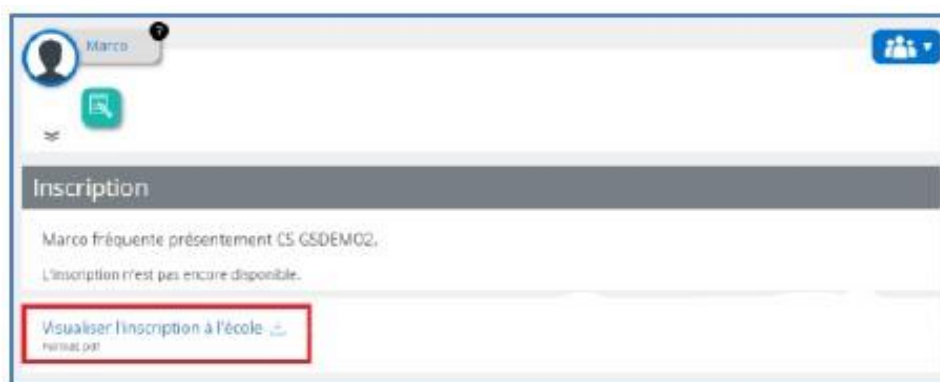 Marco
?
Inscription
Marco fréquente présentement CS GSDEMO2.
L'inscription n'est pas encore disponible.
Visualiser l'inscription à l'école
Format pdf